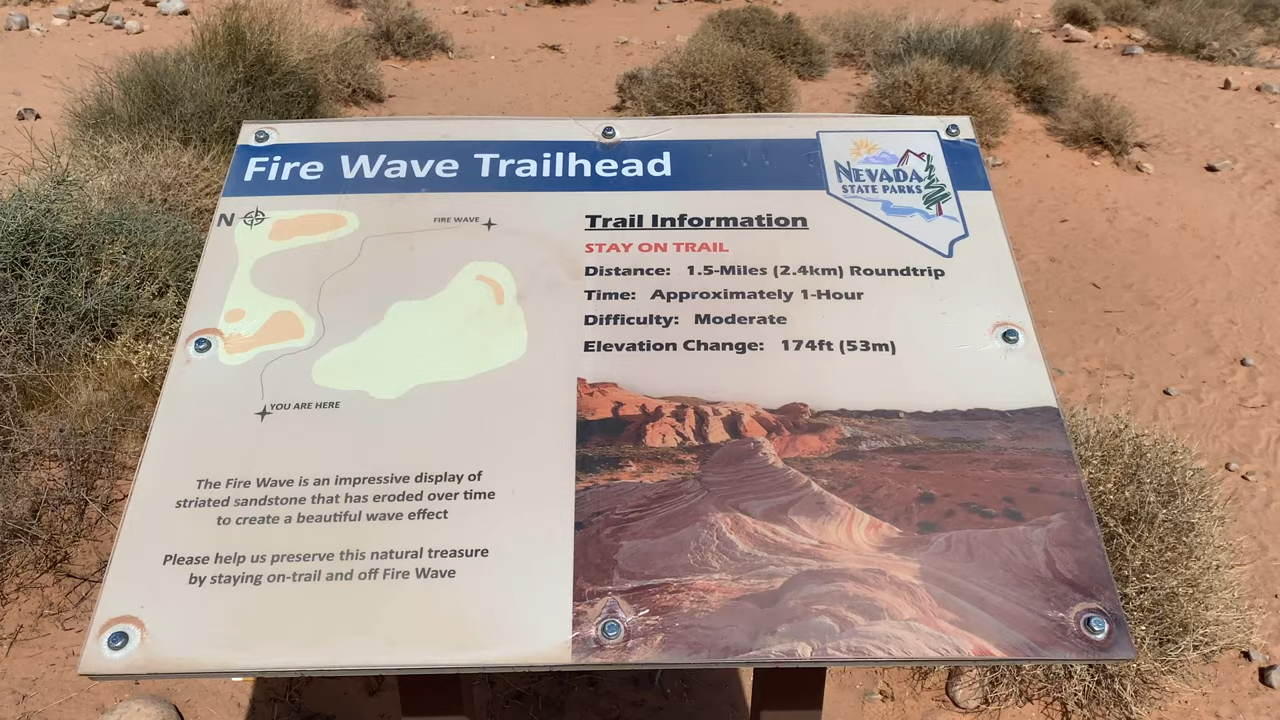 Fire Wave Trailhead
NEVADA
STATE PARKS
N
FIRE WAVE
YOU ARE HERE
The Fire Wave is an impressive display of
striated sandstone that has eroded over time
to create a beautiful wave effect
Please help us preserve this natural treasure
by staying on-trail and off Fire Wave
Trail Information
STAY ON TRAIL
Distance: 1.5-Miles (2.4km) Roundtrip
Time: Approximately 1-Hour
Difficulty: Moderate
Elevation Change: 174ft (53m)